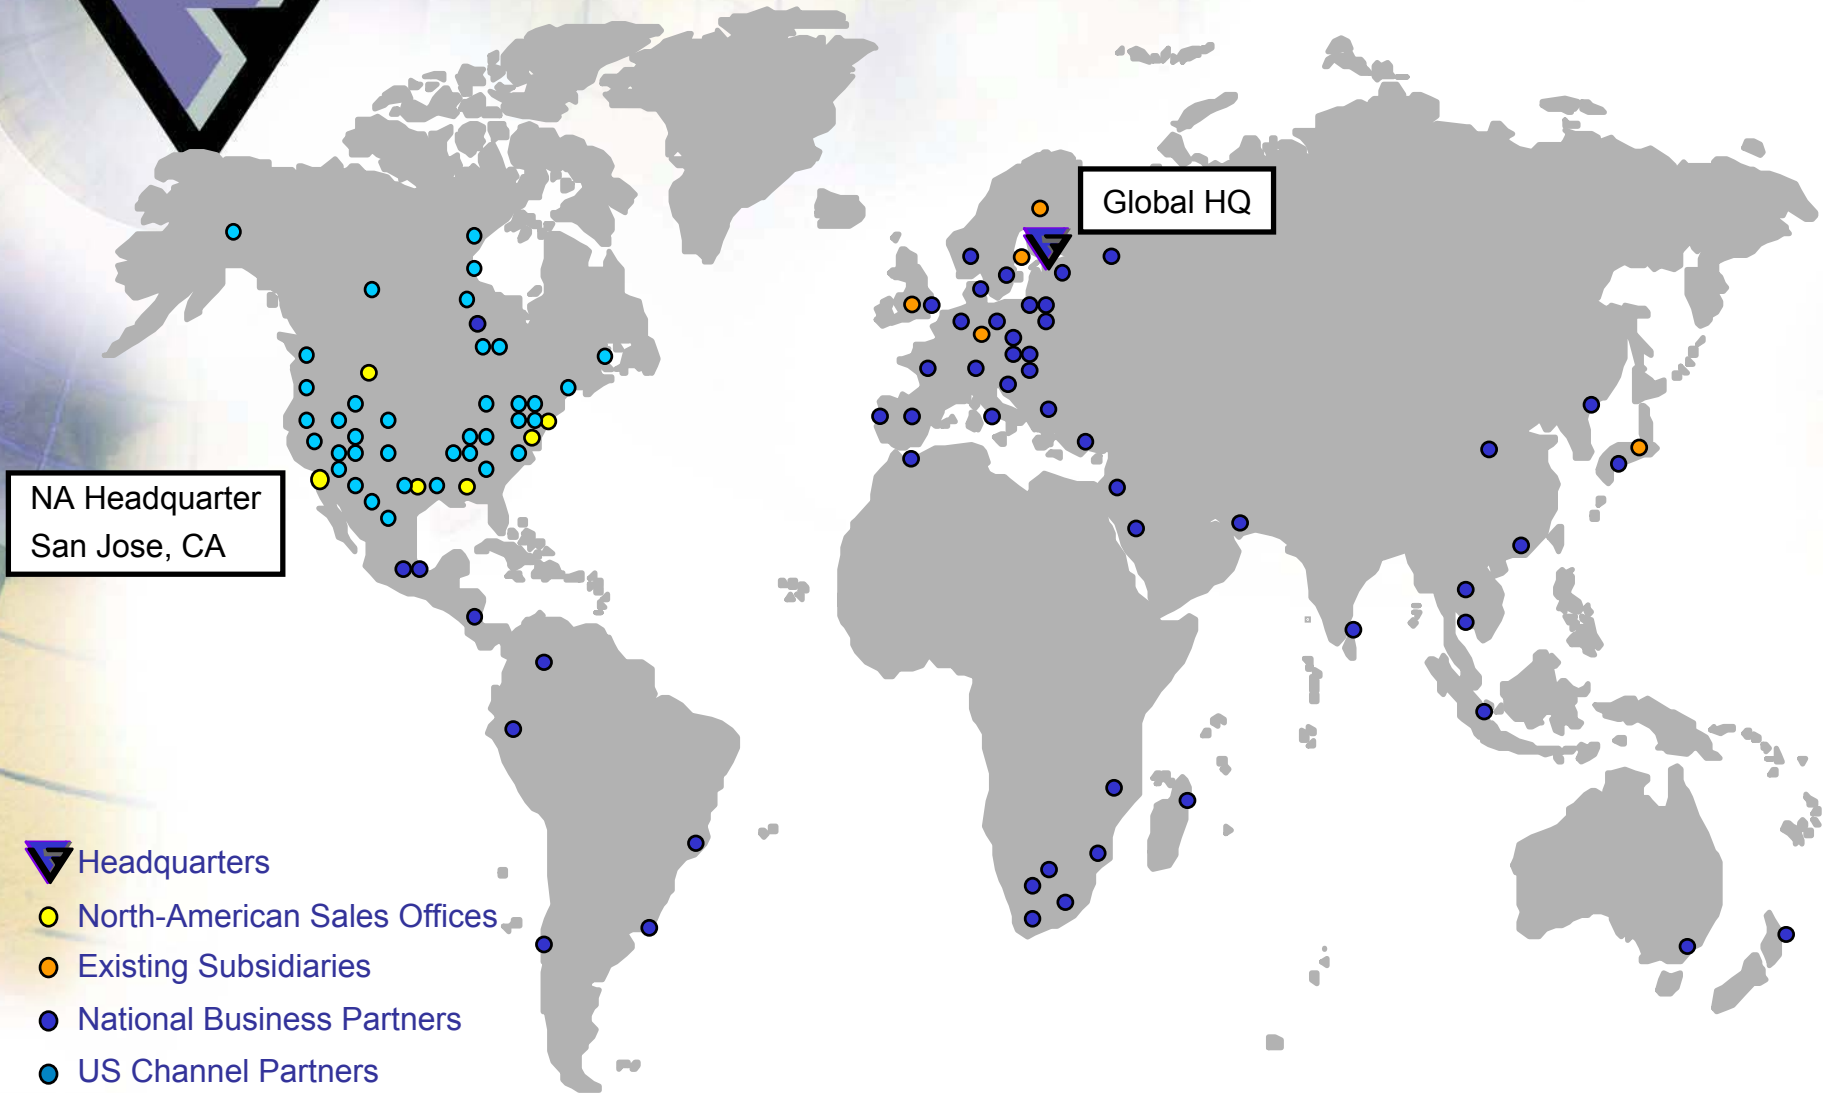 Global HQ
NA Headquarter
San Jose, CA
Headquarters
North-American Sales Offices
Existing Subsidiaries
National Business Partners
US Channel Partners